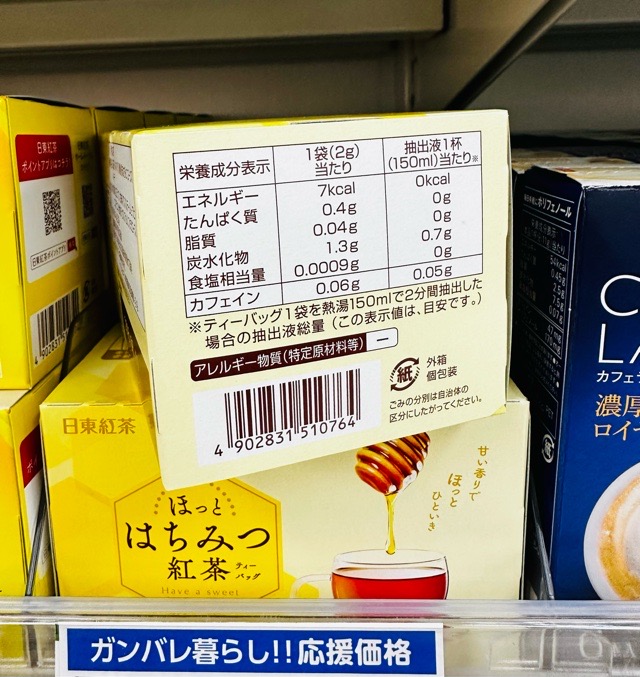 日東紅茶
栄養成分表示 1袋(2g)当たり 抽出液1杯(150ml)当たり※
エネルギー 7kcal 0kcal
たんぱく質 0.4g 0g
脂質 0.04g 0g
炭水化物 1.3g 0.7g
食塩相当量 0.0009g 0g
カフェイン 0.06g 0.05g
※ティーバッグ1袋を熱湯150mlで2分間抽出した
場合の抽出液総量(この表示値は、目安です。)
アレルギー物質(特定原材料等) ー
紙
外箱
個包装
ごみの分別は自治体の
区分にしたがってください。
4 902831 510764
日東紅茶
ほっと
はちみつ
紅茶
ティー
バッグ
Have a sweet
甘い香りで
ほっと
ひといき
カフェ
濃厚
ロイ
ガンバレ暮らし!!応援価格